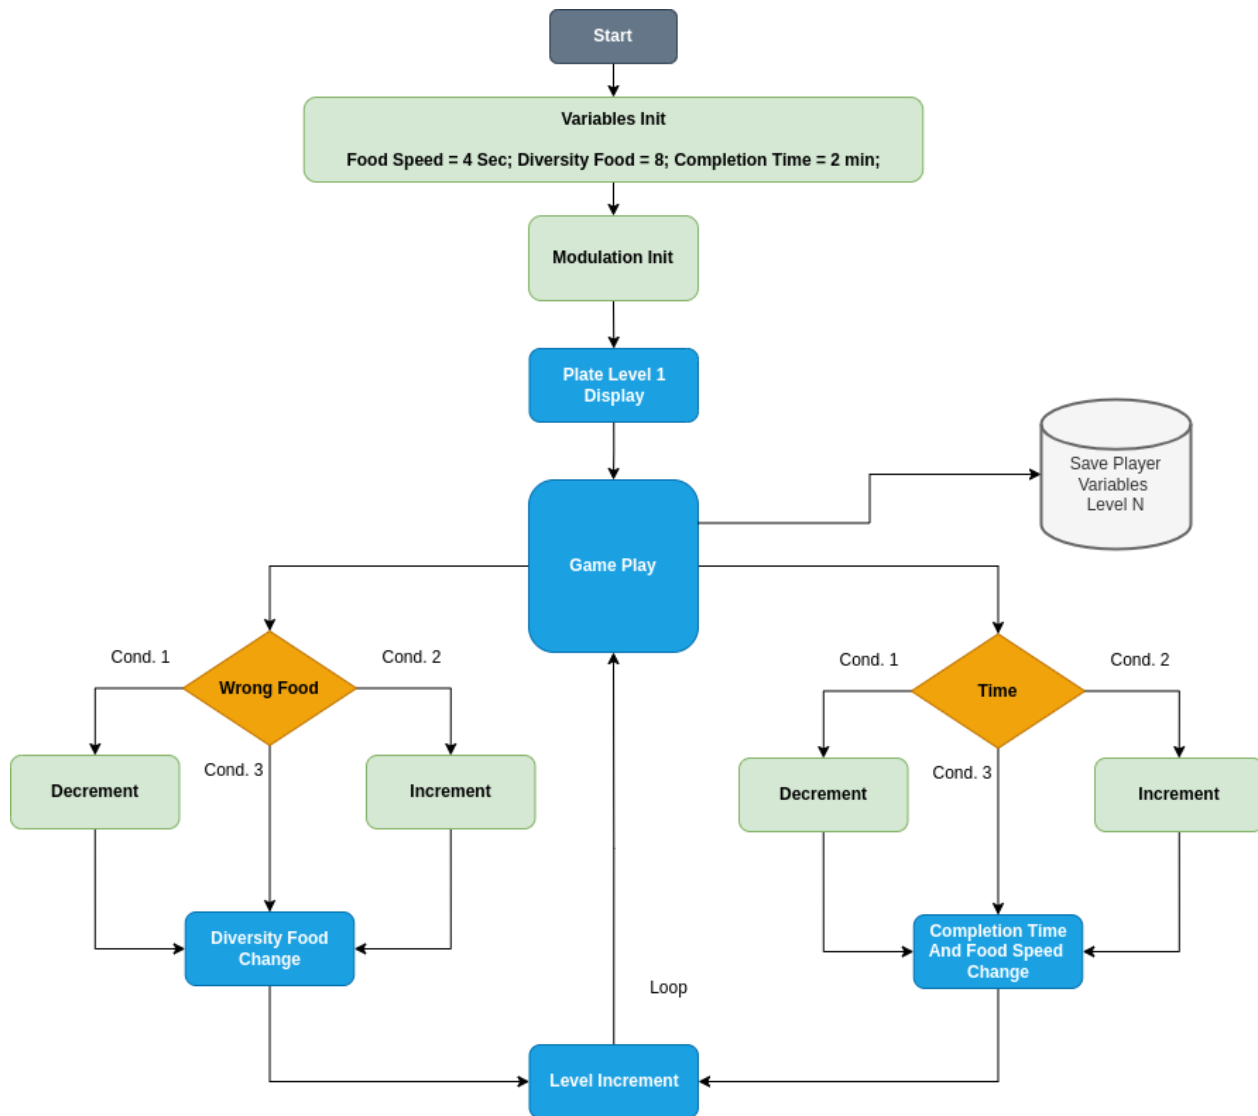 Start
Variables Init
Food Speed = 4 Sec; Diversity Food = 8; Completion Time = 2 min;
Modulation Init
Plate Level 1
Display
Save Player
Variables
Level N
Game Play
Cond. 1
Wrong Food
Cond. 2
Cond. 3
Decrement
Increment
Diversity Food
Change
Cond. 1
Time
Cond. 2
Cond. 3
Decrement
Increment
Completion Time
And Food Speed
Change
Loop
Level Increment